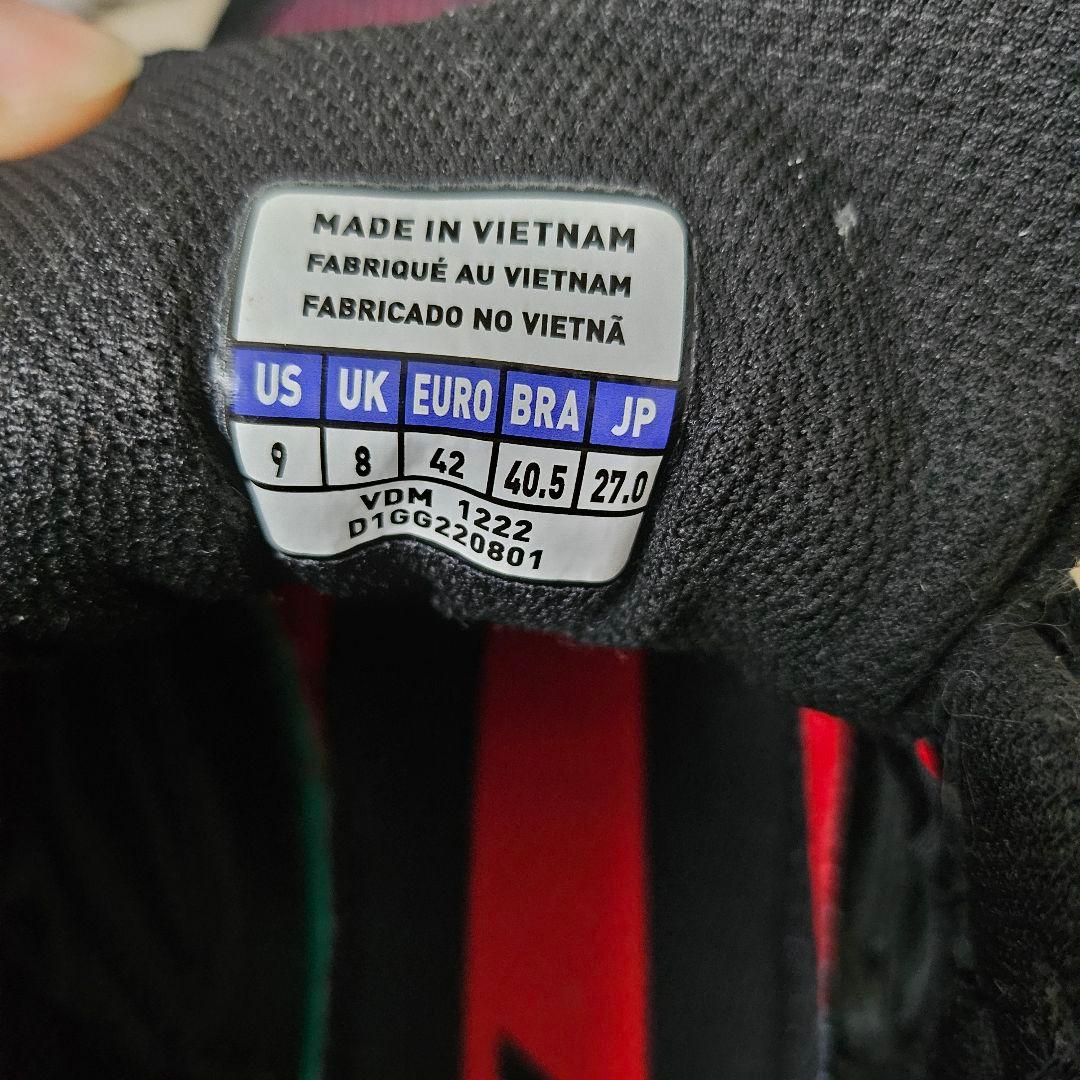 MADE IN VIETNAM
FABRIQUÉ AU VIETNAM
FABRICADO NO VIETNÃ
US UK EURO BRA JP
9 8 42 40.5 27.0
VDM 1222
D1GG220801